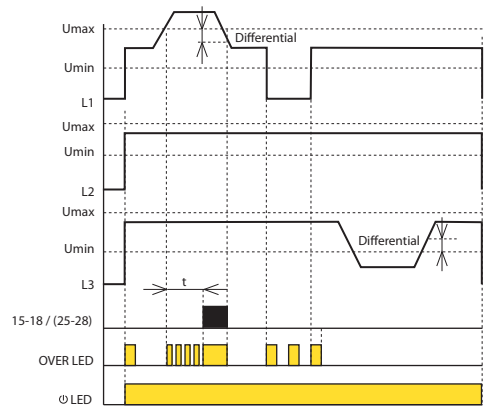 Umax
Differential
Umin
L1
Umax
Umin
L2
Umax
Umin
Differential
L3
t
15-18 / (25-28)
OVER LED
⏻ LED